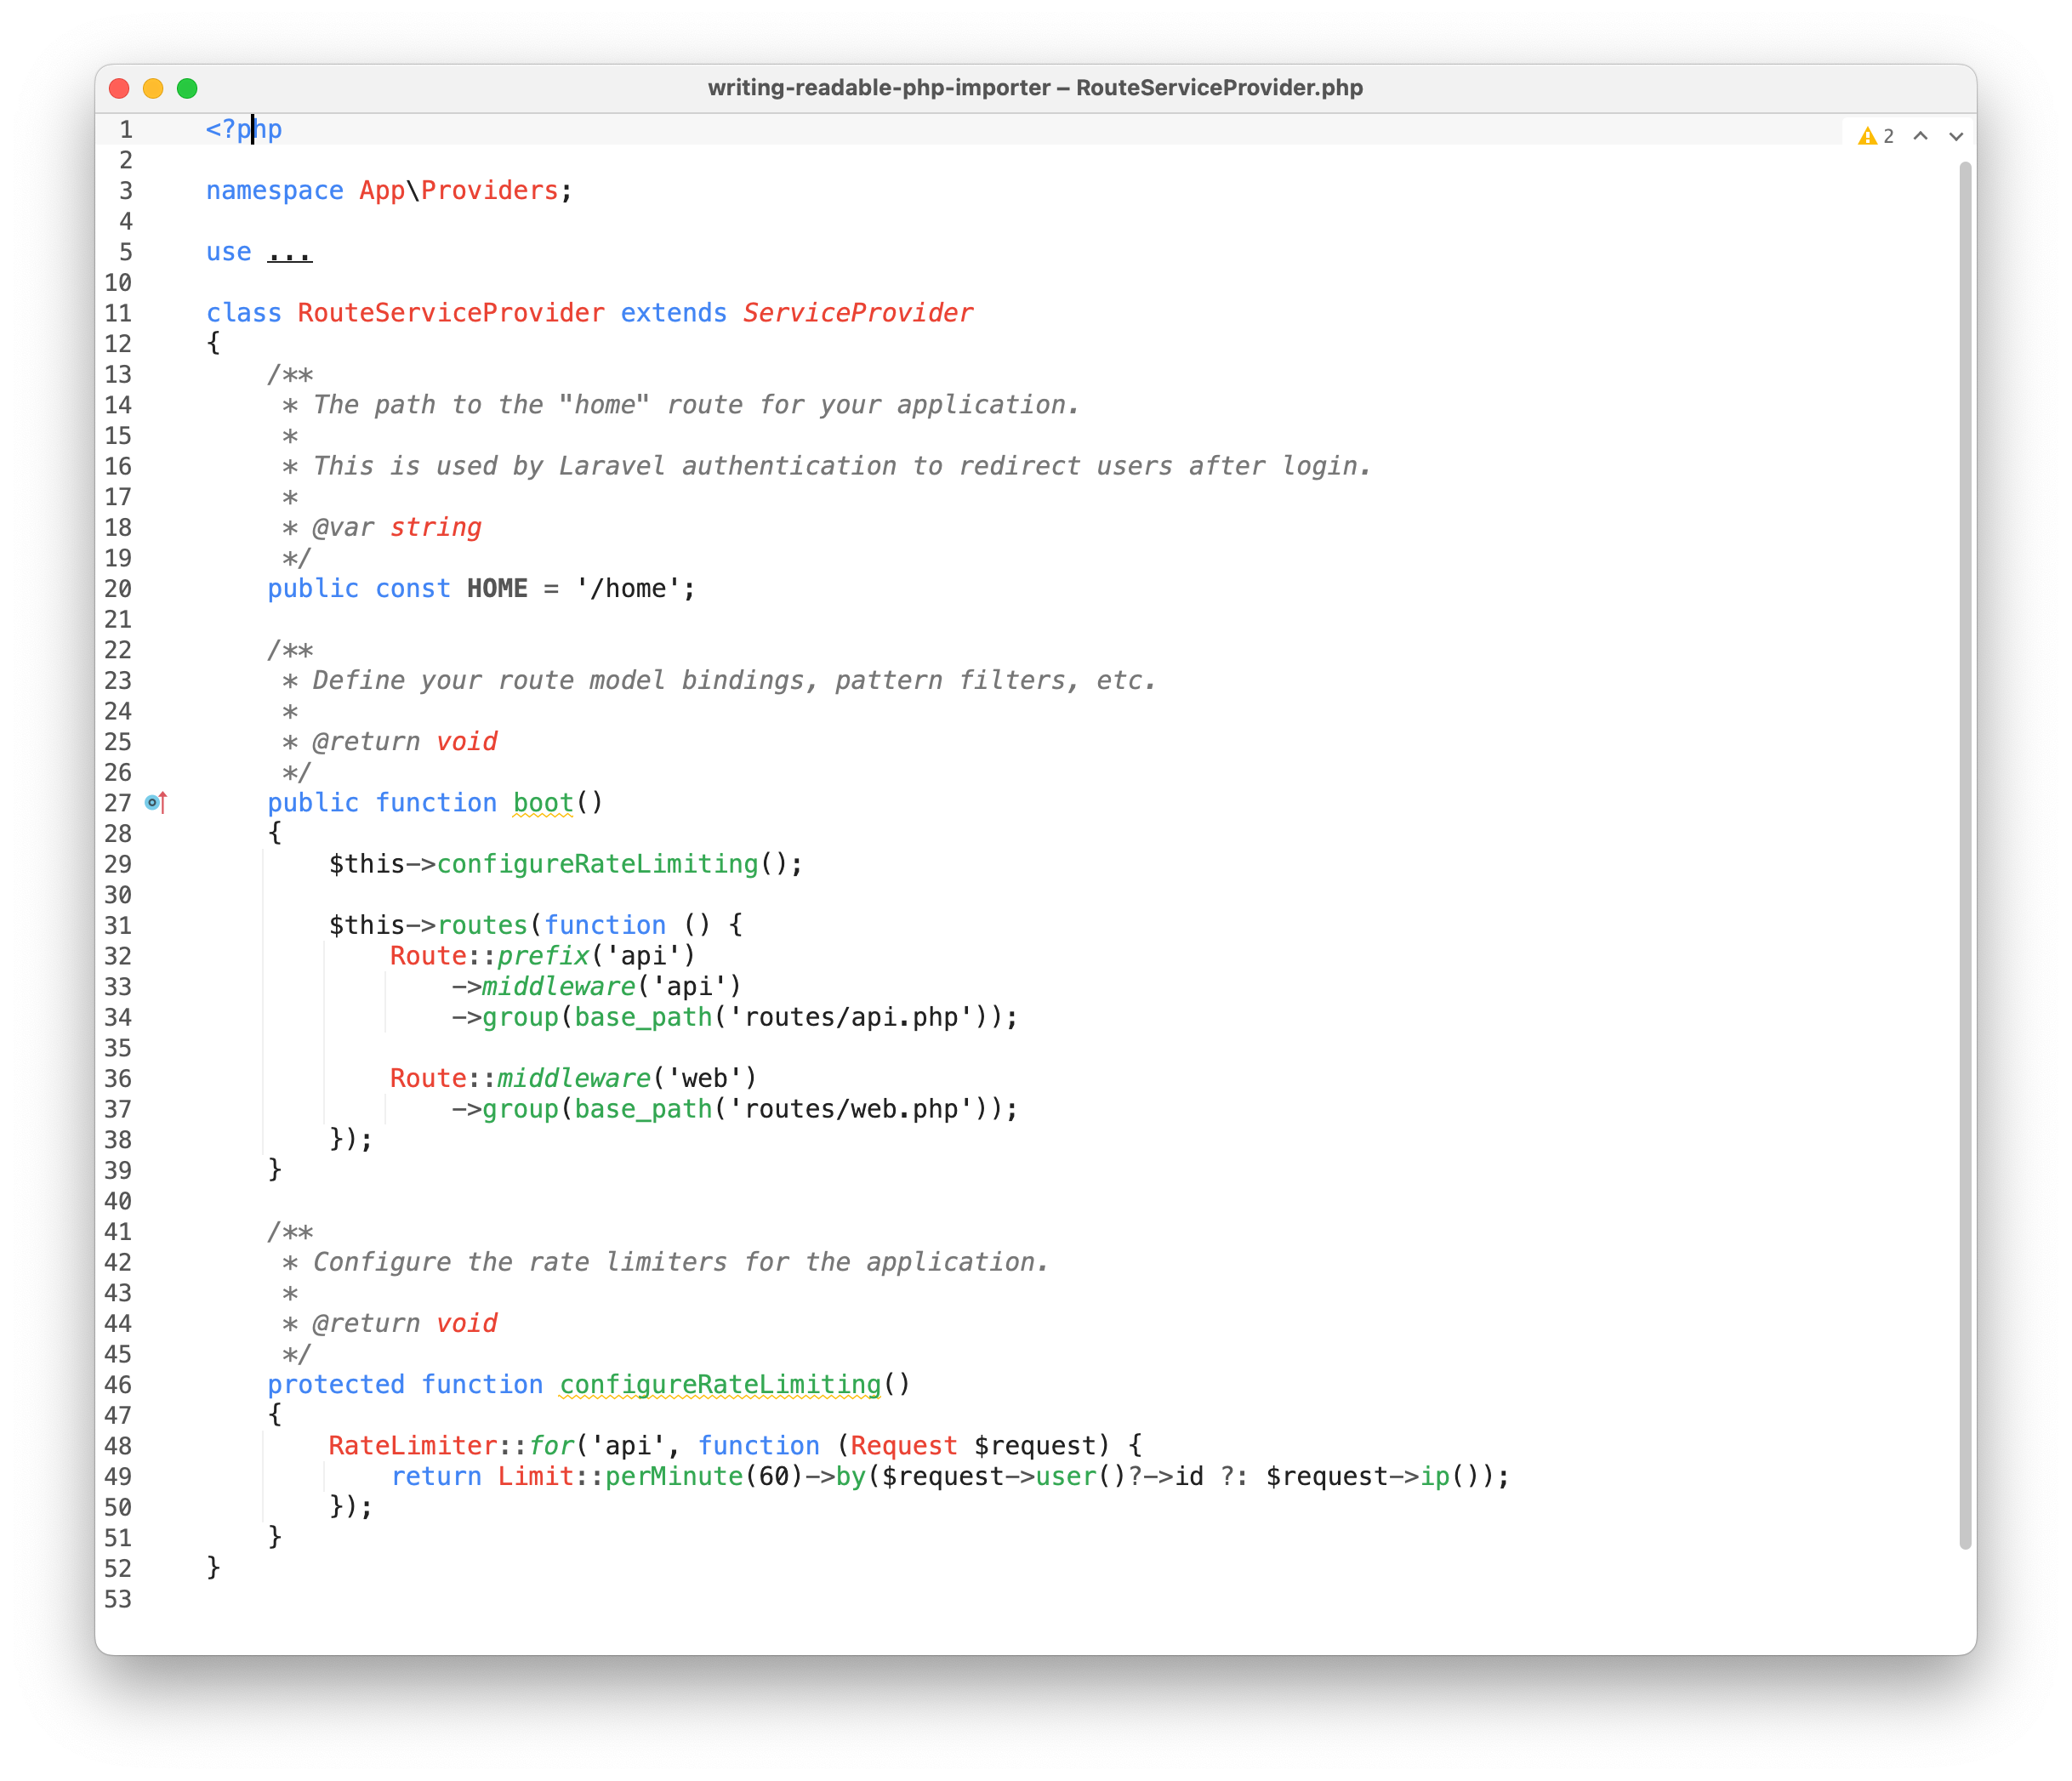 writing-readable-php-importer – RouteServiceProvider.php
1 <?php
2 2
3 namespace App\Providers;
4
5 use ...
10
11 class RouteServiceProvider extends ServiceProvider
12 {
13     /**
14      * The path to the "home" route for your application.
15      *
16      * This is used by Laravel authentication to redirect users after login.
17      *
18      * @var string
19      */
20     public const HOME = '/home';
21
22     /**
23      * Define your route model bindings, pattern filters, etc.
24      *
25      * @return void
26      */
27     public function boot()
28     {
29         $this->configureRateLimiting();
30
31         $this->routes(function () {
32             Route::prefix('api')
33                 ->middleware('api')
34                 ->group(base_path('routes/api.php'));
35
36             Route::middleware('web')
37                 ->group(base_path('routes/web.php'));
38         });
39     }
40
41     /**
42      * Configure the rate limiters for the application.
43      *
44      * @return void
45      */
46     protected function configureRateLimiting()
47     {
48         RateLimiter::for('api', function (Request $request) {
49             return Limit::perMinute(60)->by($request->user()?->id ?: $request->ip());
50         });
51     }
52 }
53